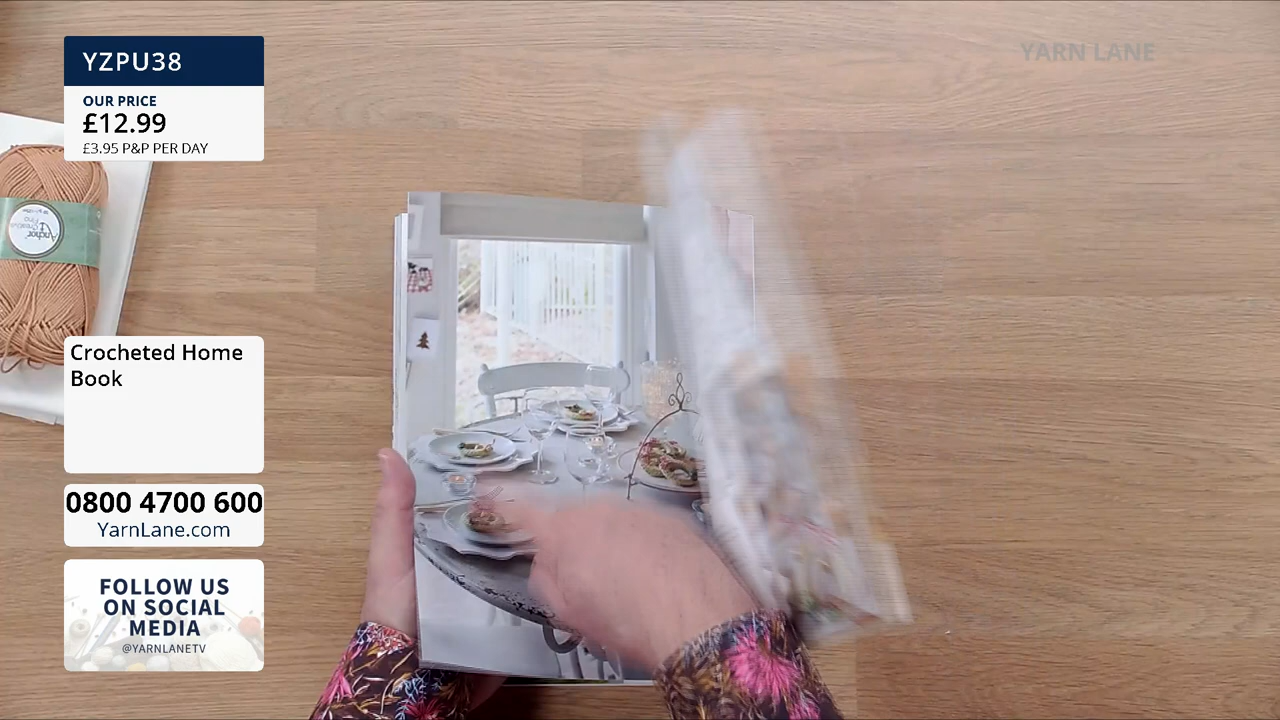 YZPU38
OUR PRICE
£12.99
£3.95 P&P PER DAY
YARN LANE
Anchor
Crocheted Home
Book
0800 4700 600
YarnLane.com
FOLLOW US
ON SOCIAL
MEDIA
@YARNLANETV